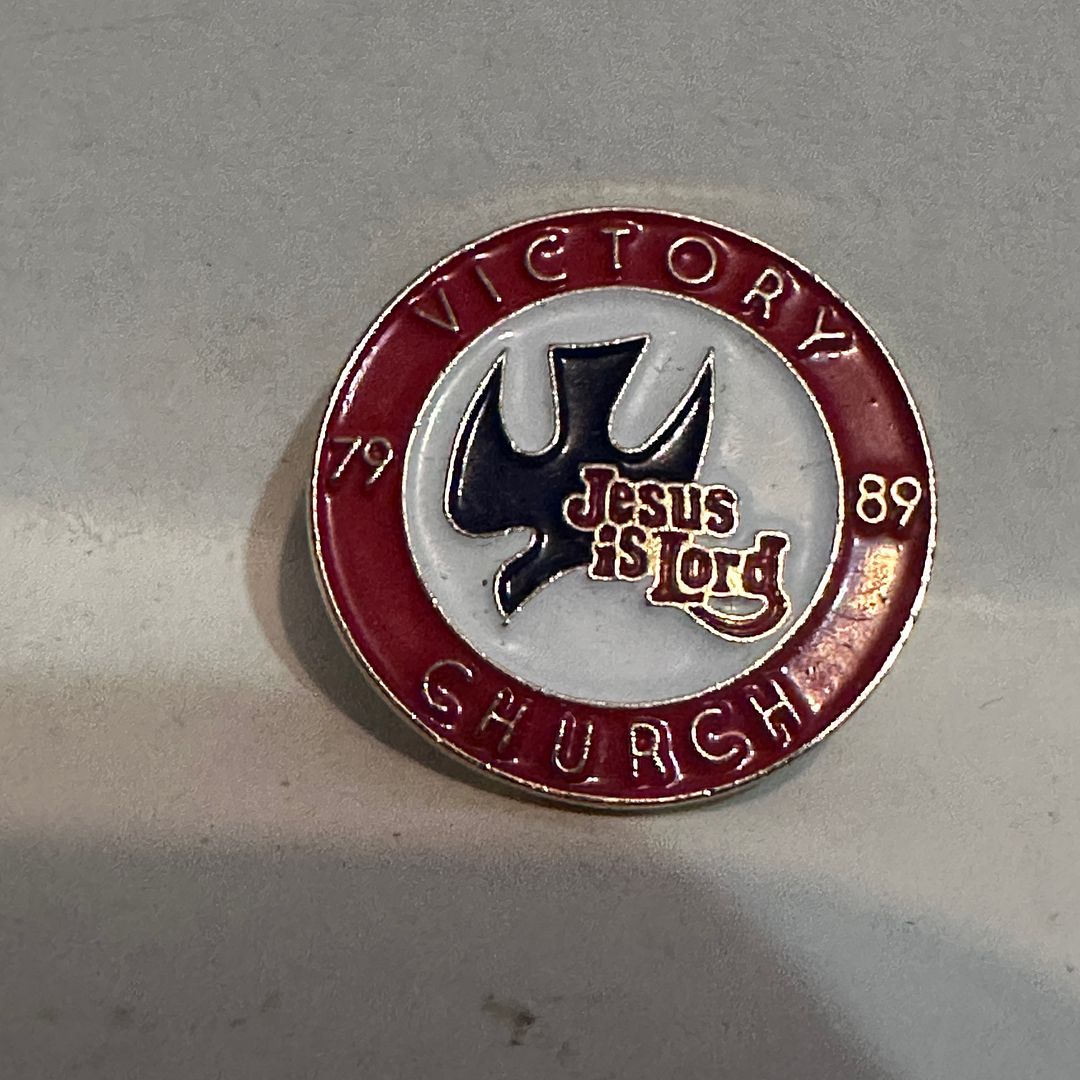 VICTORY
79
89
Jesus
is Lord
CHURCH